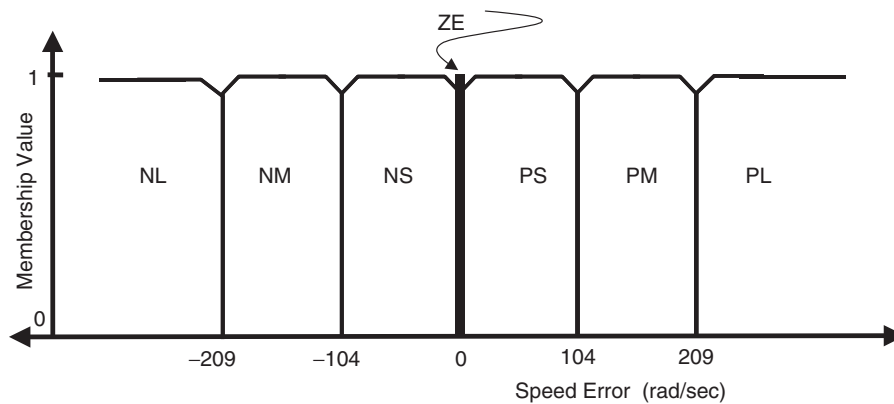 ZE
1
Membership Value
NL NM NS PS PM PL
0
−209 −104 0 104 209
Speed Error (rad/sec)